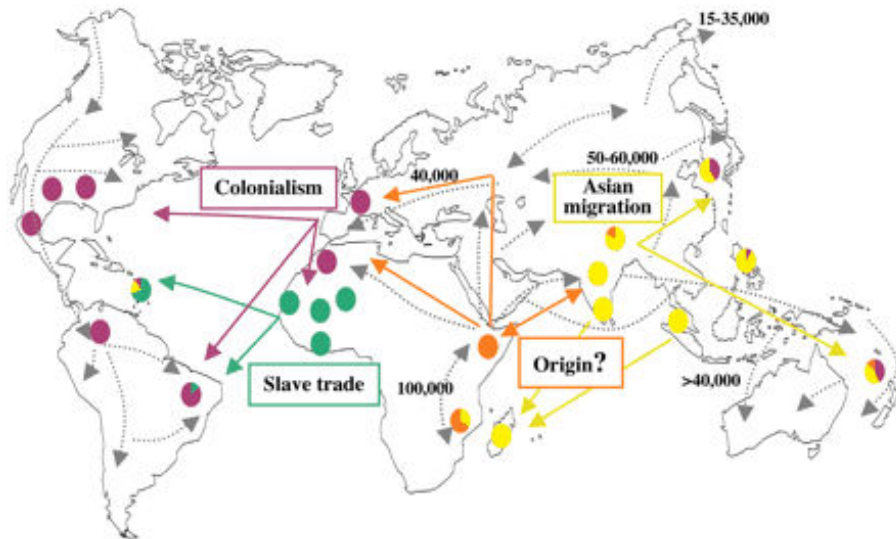 15-35,000
50-60,000
40,000
Colonialism
Asian
migration
Slave trade
Origin?
100,000
>40,000